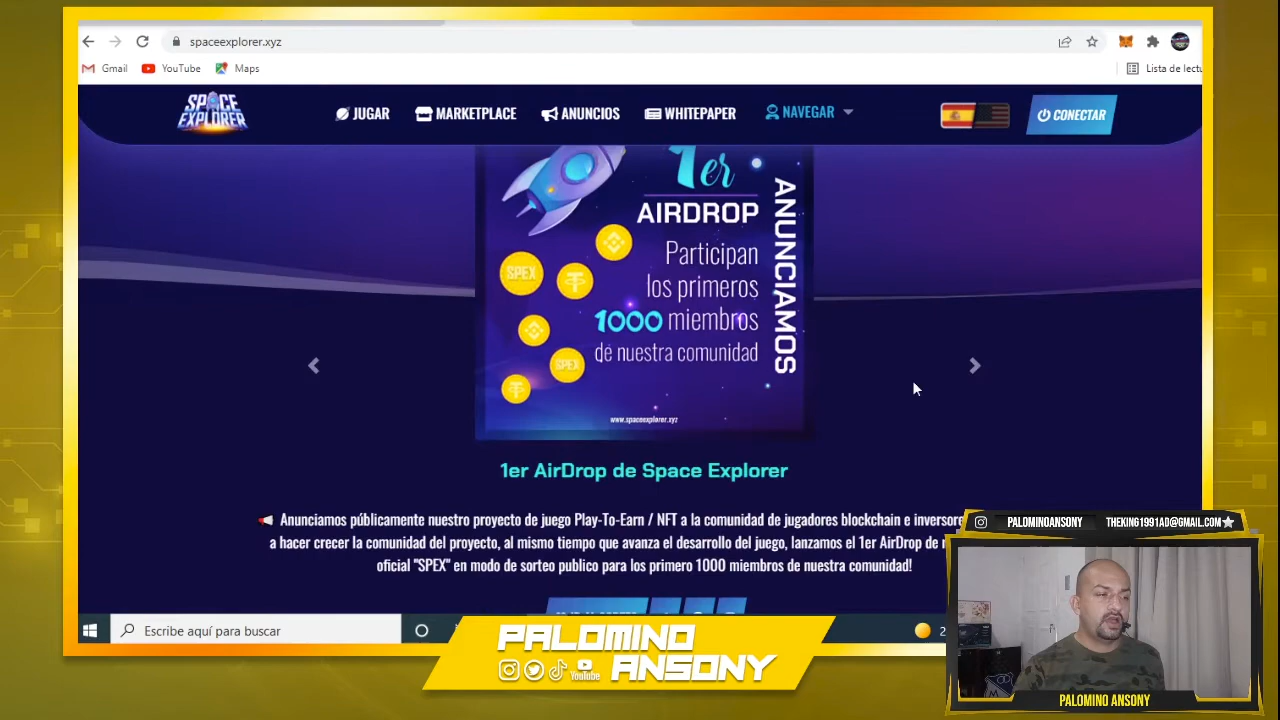 spaceexplorer.xyz
Gmail
YouTube
Maps
Lista de lectu
SPACE
EXPLORER
JUGAR
MARKETPLACE
ANUNCIOS
WHITEPAPER
NAVEGAR
CONECTAR
1er
AIRDROP
Participan
los primeros
1000 miembros
de nuestra comunidad
ANUNCIAMOS
SPEX
SPEX
www.spaceexplorer.xyz
1er AirDrop de Space Explorer
Anunciamos públicamente nuestro proyecto de juego Play-To-Earn / NFT a la comunidad de jugadores blockchain e inversore
a hacer crecer la comunidad del proyecto, al mismo tiempo que avanza el desarrollo del juego, lanzamos el 1er AirDrop de
oficial "SPEX" en modo de sorteo publico para los primero 1000 miembros de nuestra comunidad!
PALOMINOANSONY
THEKING1991AD@GMAIL.COM
Escribe aquí para buscar
2
PALOMINO
ANSONY
YouTube
PALOMINO ANSONY